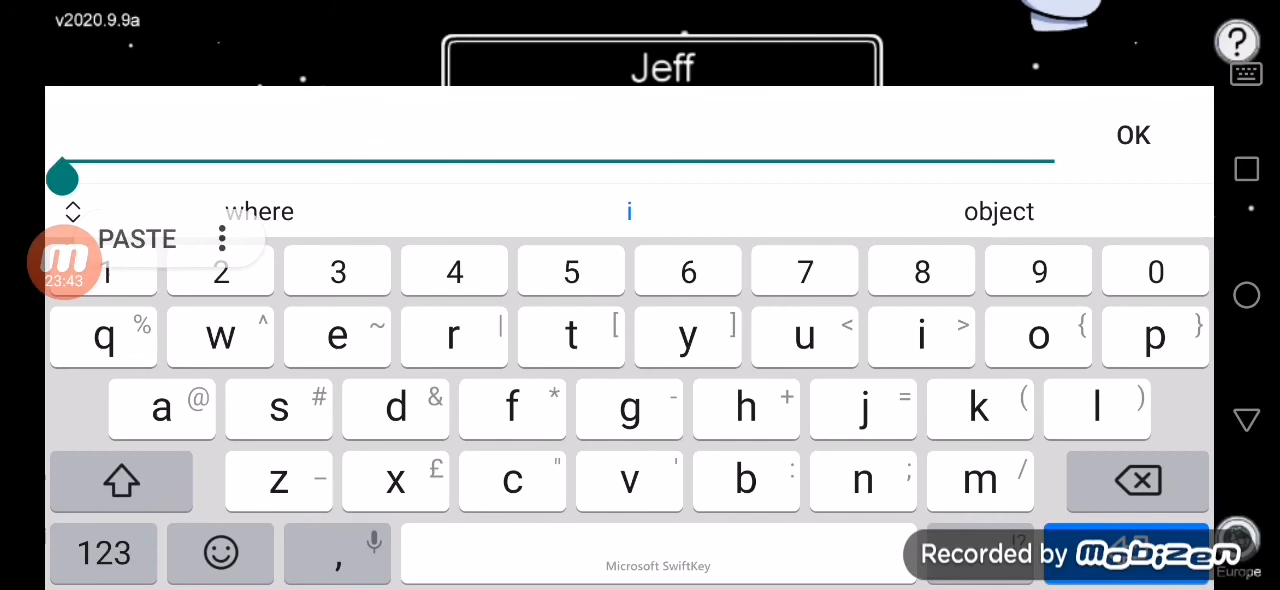 v2020.9.9a
?
Jeff
OK
where i object
PASTE
23:43
1 2 3 4 5 6 7 8 9 0
q % w ^ e ~ r | t [ y ] u < i > o { p }
a @ s # d & f * g - h + j = k ( l )
z _ x £ c " v ' b : n ; m /
123 , Microsoft SwiftKey !?
Recorded by mobizen
Europe